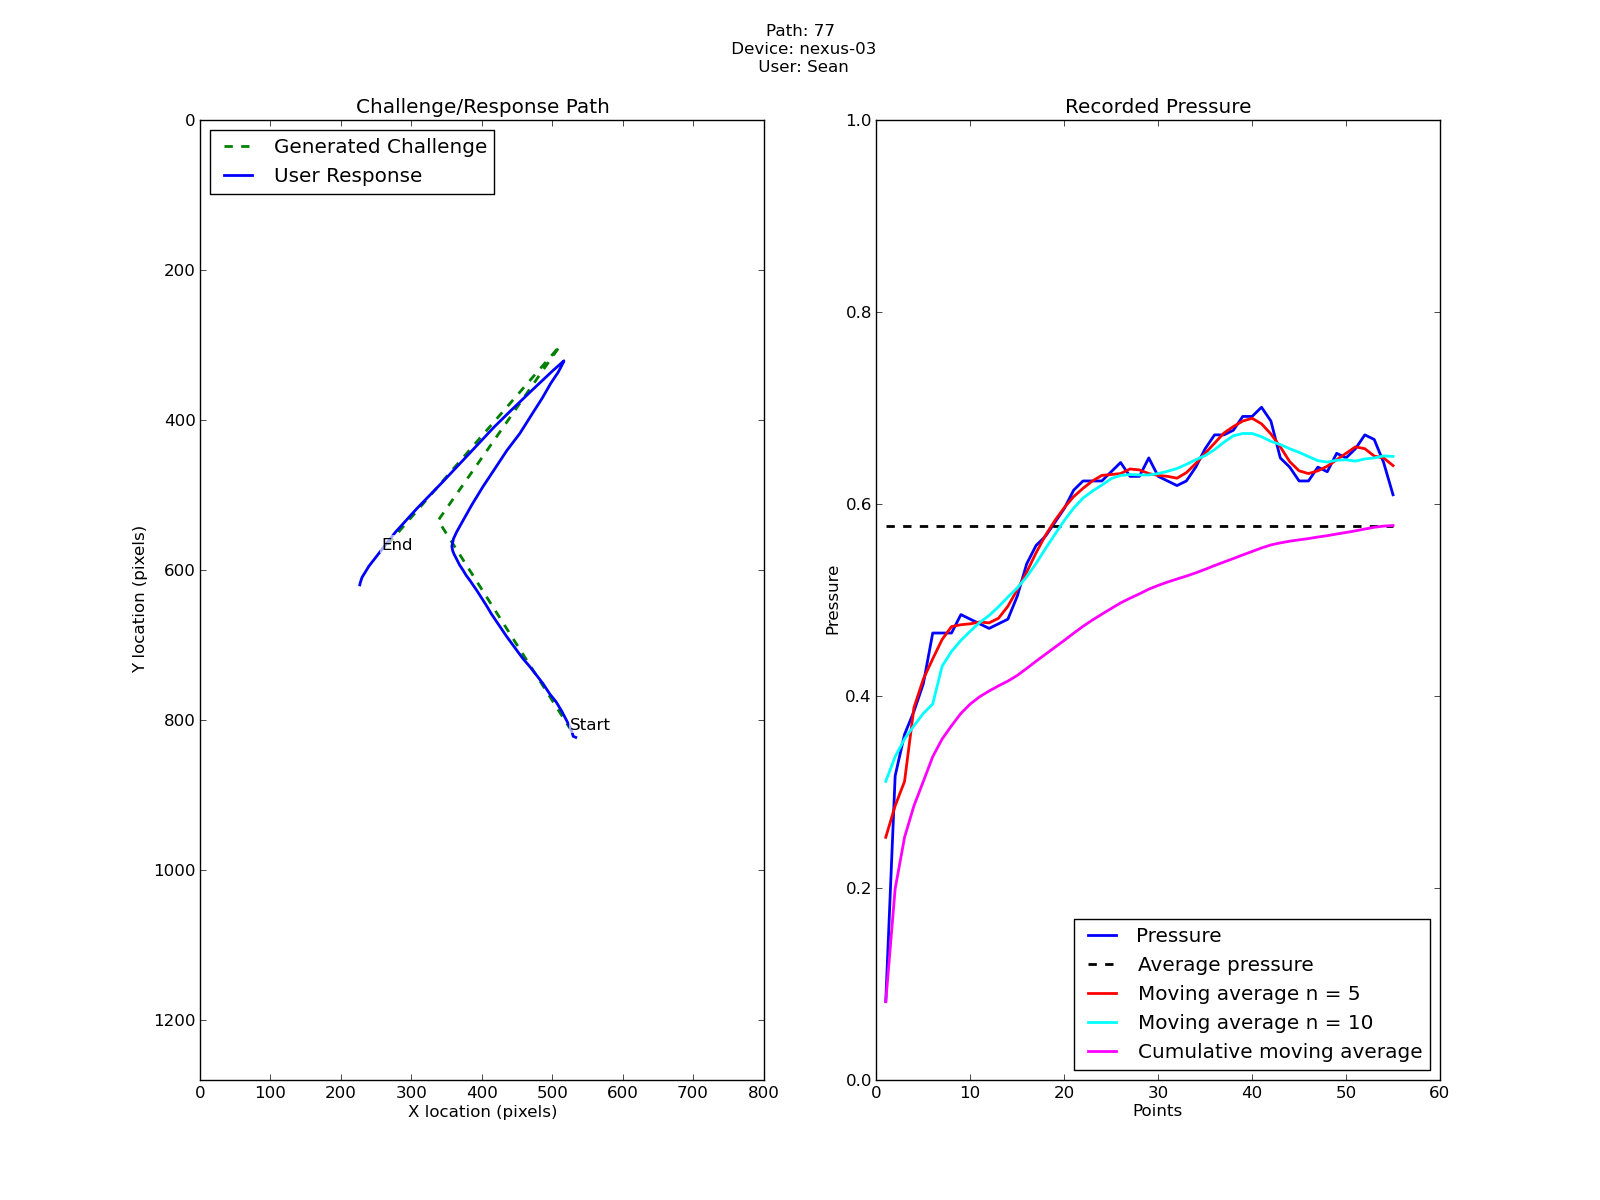 Path: 77
Device: nexus-03
User: Sean
Challenge/Response Path
Generated Challenge
User Response
0
200
400
600
800
1000
1200
Y location (pixels)
End
Start
0 100 200 300 400 500 600 700 800
X location (pixels)
Recorded Pressure
1.0
0.8
0.6
0.4
0.2
0.0
Pressure
Pressure
Average pressure
Moving average n = 5
Moving average n = 10
Cumulative moving average
0 10 20 30 40 50 60
Points